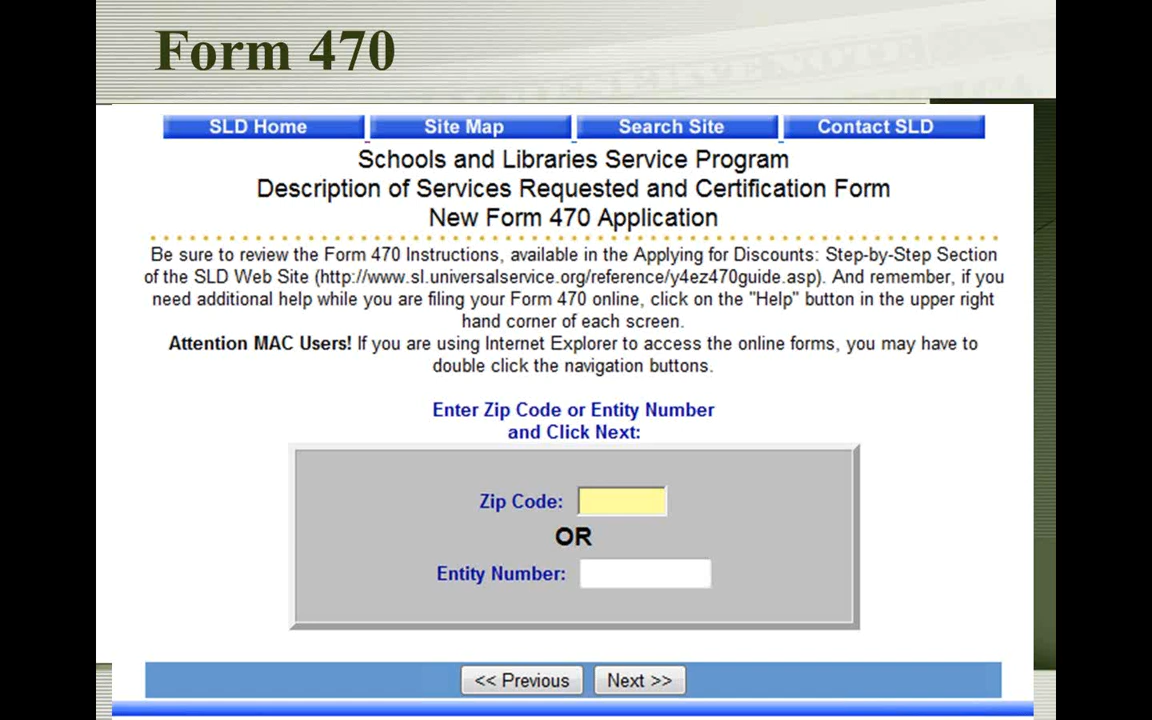 Form 470
SLD Home Site Map Search Site Contact SLD
Schools and Libraries Service Program
Description of Services Requested and Certification Form
New Form 470 Application
Be sure to review the Form 470 Instructions, available in the Applying for Discounts: Step-by-Step Section
of the SLD Web Site (http://www.sl.universalservice.org/reference/y4ez470guide.asp). And remember, if you
need additional help while you are filing your Form 470 online, click on the "Help" button in the upper right
hand corner of each screen.
Attention MAC Users! If you are using Internet Explorer to access the online forms, you may have to
double click the navigation buttons.
Enter Zip Code or Entity Number
and Click Next:
Zip Code:
OR
Entity Number:
<< Previous Next >>